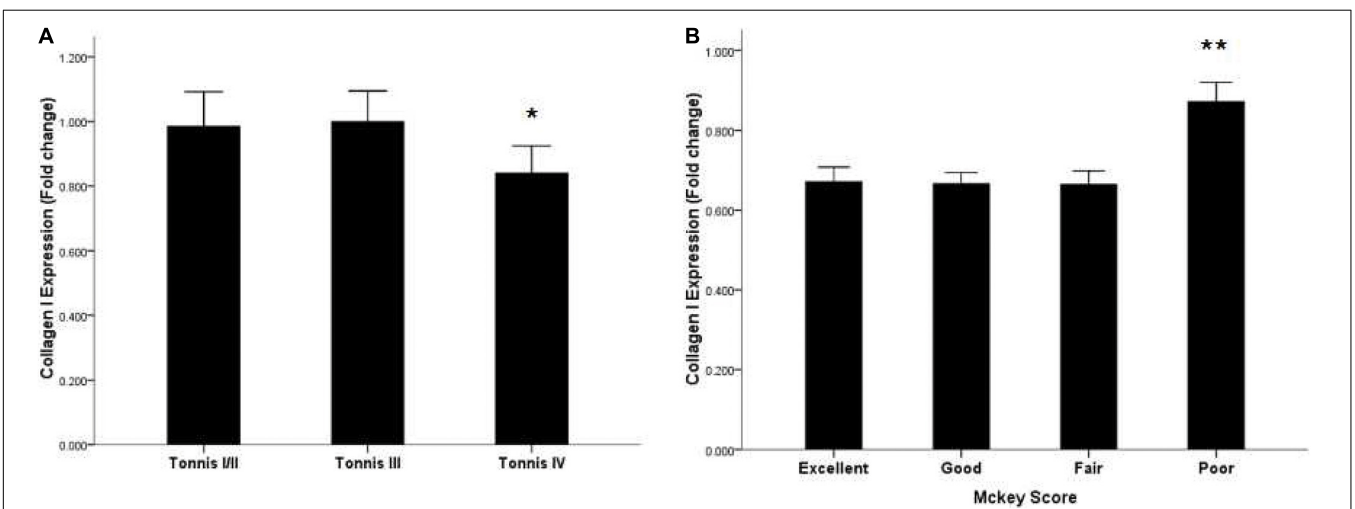 A
Collagen I Expression (Fold change)
1.200
1.000
0.800
0.600
0.400
0.200
0.000
*
Tonnis I/II
Tonnis III
Tonnis IV
B
Collagen I Expression (Fold change)
1.000
0.800
0.600
0.400
0.200
0.000
**
Excellent
Good
Fair
Poor
Mckey Score